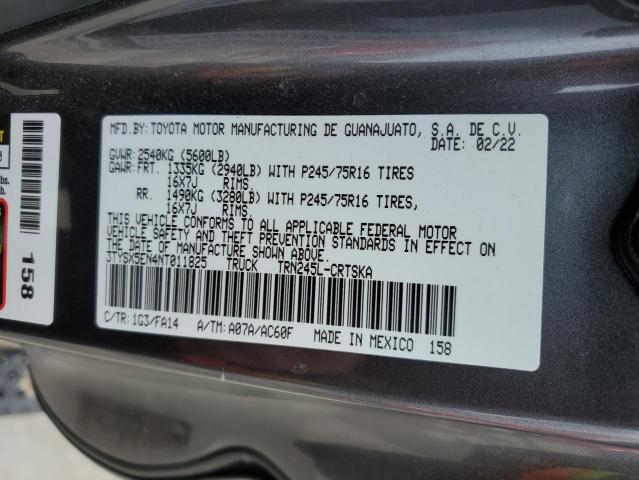 MFD.BY: TOYOTA MOTOR MANUFACTURING DE GUANAJUATO, S.A. DE C.V.
DATE: 02/22
GVWR: 2540KG (5600LB)
GAWR: FRT. 1335KG (2940LB) WITH P245/75R16 TIRES
16X7J RIMS,
RR. 1490KG (3280LB) WITH P245/75R16 TIRES,
16X7J RIMS,
THIS VEHICLE CONFORMS TO ALL APPLICABLE FEDERAL MOTOR
VEHICLE SAFETY AND THEFT PREVENTION STANDARDS IN EFFECT ON
THE DATE OF MANUFACTURE SHOWN ABOVE.
3TYSX5EN4NT011825 TRUCK TRN245L-CRTSKA
C/TR: 1G3/FA14 A/TM: A07A/AC60F MADE IN MEXICO 158
158